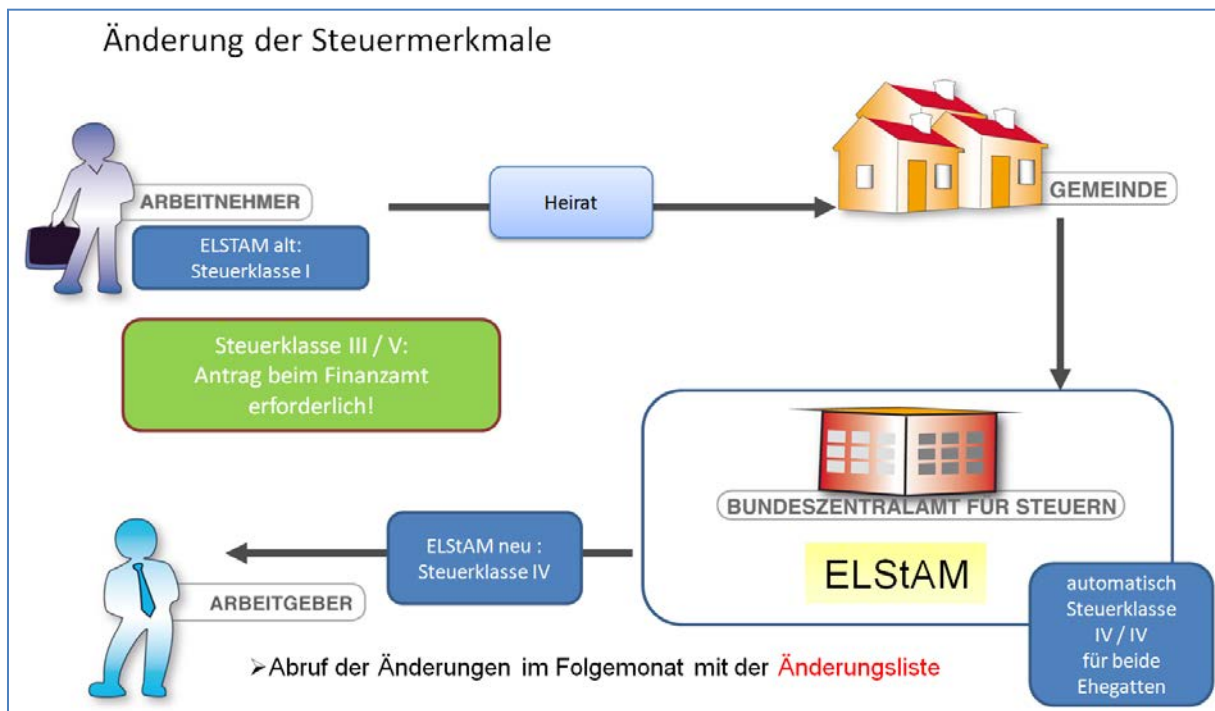 Änderung der Steuermerkmale
ARBEITNEHMER
ELSTAM alt:
Steuerklasse I
Heirat
GEMEINDE
Steuerklasse III / V:
Antrag beim Finanzamt
erforderlich!
BUNDESZENTRALAMT FÜR STEUERN
ELStAM
automatisch
Steuerklasse
IV / IV
für beide
Ehegatten
ELStAM neu :
Steuerklasse IV
ARBEITGEBER
➢Abruf der Änderungen im Folgemonat mit der Änderungsliste